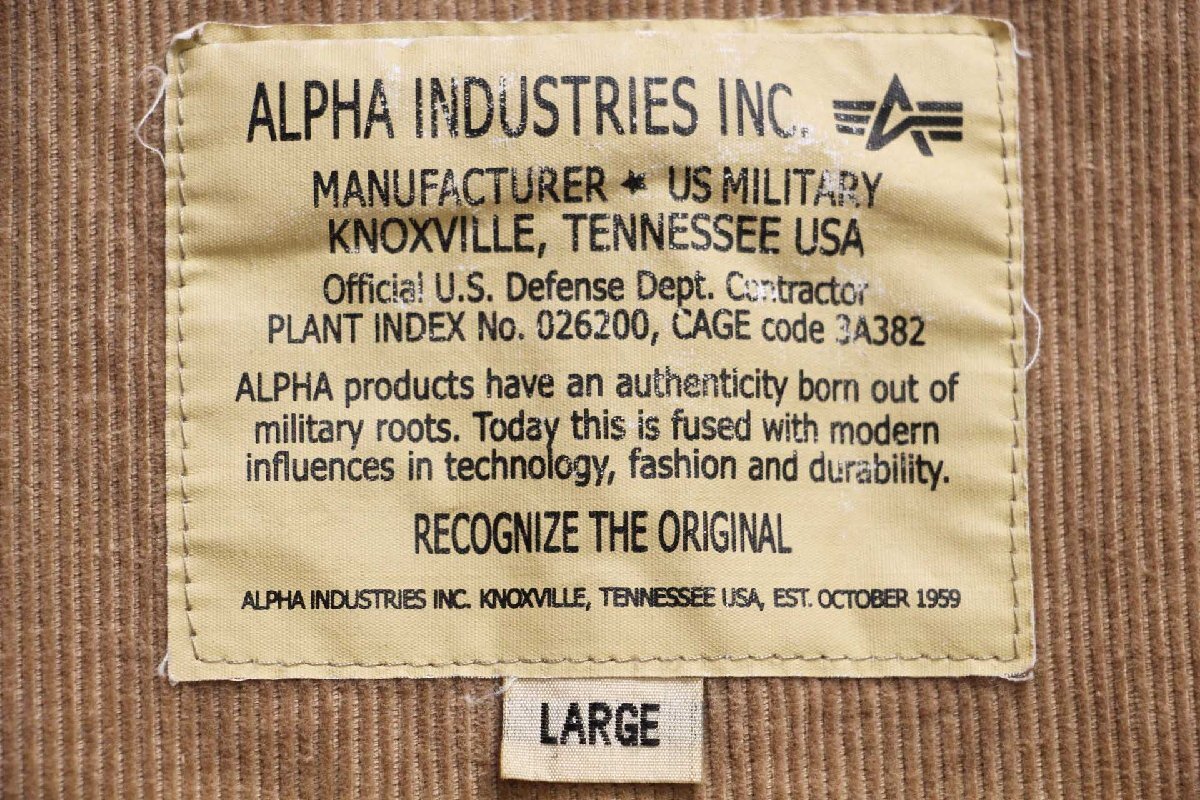 ALPHA INDUSTRIES INC.
MANUFACTURER ★ US MILITARY
KNOXVILLE, TENNESSEE USA
Official U.S. Defense Dept. Contractor
PLANT INDEX No. 026200, CAGE code 3A382
ALPHA products have an authenticity born out of
military roots. Today this is fused with modern
influences in technology, fashion and durability.
RECOGNIZE THE ORIGINAL
ALPHA INDUSTRIES INC. KNOXVILLE, TENNESSEE USA, EST. OCTOBER 1959
LARGE